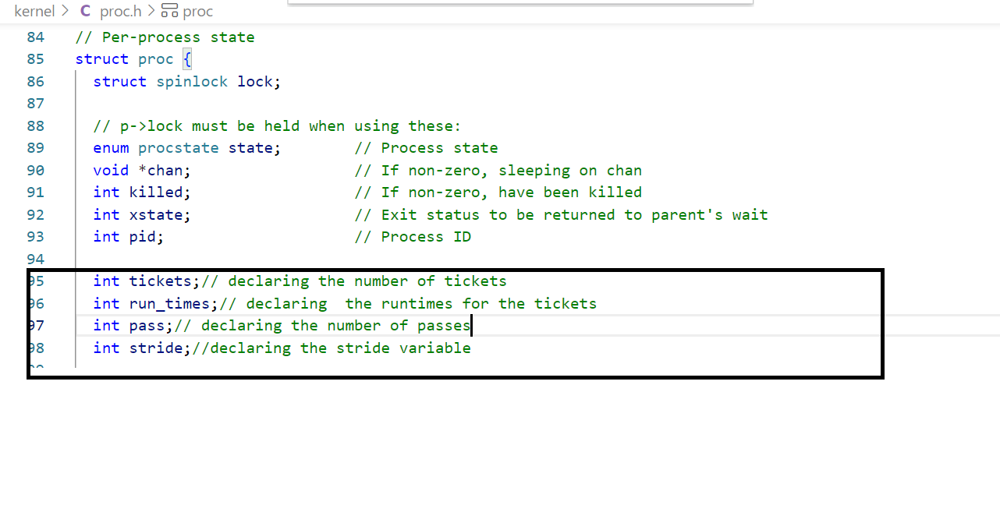 kernel > C proc.h > proc
84 // Per-process state
85 struct proc {
86 struct spinlock lock;
87
88 // p->lock must be held when using these:
89 enum procstate state; // Process state
90 void *chan; // If non-zero, sleeping on chan
91 int killed; // If non-zero, have been killed
92 int xstate; // Exit status to be returned to parent's wait
93 int pid; // Process ID
94
95 int tickets;// declaring the number of tickets
96 int run_times;// declaring  the runtimes for the tickets
97 int pass;// declaring the number of passes
98 int stride;//declaring the stride variable